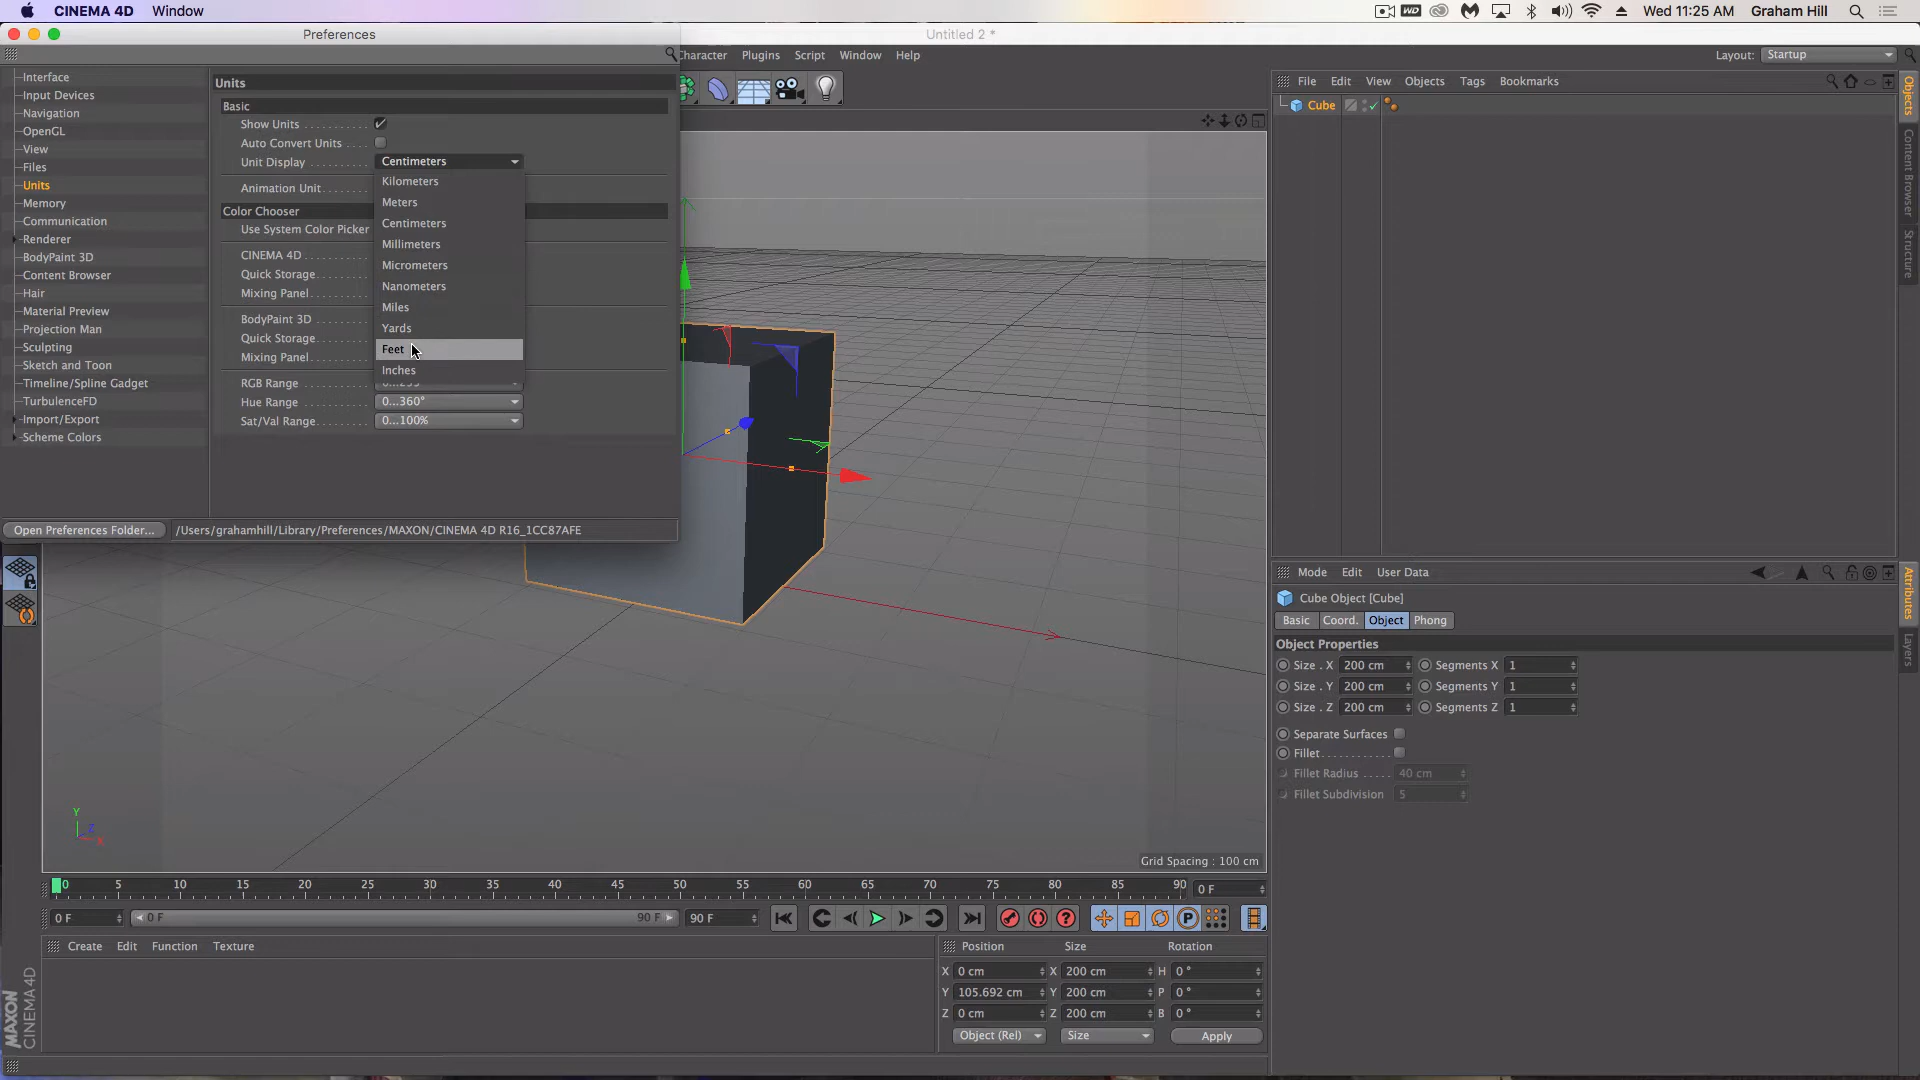 CINEMA 4D Window
Wed 11:25 AM Graham Hill
Preferences
Untitled 2 *
Character Plugins Script Window Help
Layout: Startup
Interface
Input Devices
Navigation
OpenGL
View
Files
Units
Memory
Communication
Renderer
BodyPaint 3D
Content Browser
Hair
Material Preview
Projection Man
Sculpting
Sketch and Toon
Timeline/Spline Gadget
TurbulenceFD
Import/Export
Scheme Colors
Units
Basic
Show Units
Auto Convert Units
Unit Display Centimeters
Animation Unit
Color Chooser
Use System Color Picker
CINEMA 4D
Quick Storage
Mixing Panel
BodyPaint 3D
Quick Storage
Mixing Panel
RGB Range 0...255
Hue Range 0...360°
Sat/Val Range 0...100%
Kilometers
Meters
Centimeters
Millimeters
Micrometers
Nanometers
Miles
Yards
Feet
Inches
Open Preferences Folder... /Users/grahamhill/Library/Preferences/MAXON/CINEMA 4D R16_1CC87AFE
File Edit View Objects Tags Bookmarks
Cube
Objects
Content Browser
Structure
Mode Edit User Data
Cube Object [Cube]
Basic Coord. Object Phong
Object Properties
Size . X 200 cm Segments X 1
Size . Y 200 cm Segments Y 1
Size . Z 200 cm Segments Z 1
Separate Surfaces
Fillet
Fillet Radius 40 cm
Fillet Subdivision 5
Attributes
Layers
Y
Z
X
Grid Spacing : 100 cm
0 5 10 15 20 25 30 35 40 45 50 55 60 65 70 75 80 85 90 0 F
0 F 0 F 90 F 90 F
P
Create Edit Function Texture
Position Size Rotation
X 0 cm X 200 cm H 0 °
Y 105.692 cm Y 200 cm P 0 °
Z 0 cm Z 200 cm B 0 °
Object (Rel) Size Apply
MAXON
CINEMA 4D